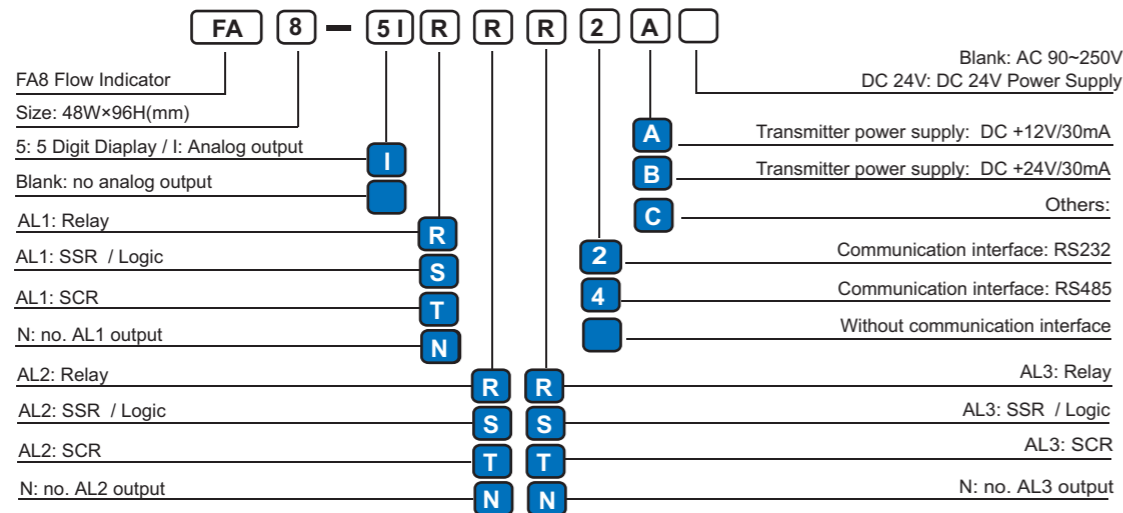 FA 8 – 5I R R R 2 A
Blank: AC 90~250V
FA8 Flow Indicator
DC 24V: DC 24V Power Supply
Size: 48W×96H(mm)
A Transmitter power supply: DC +12V/30mA
5: 5 Digit Diaplay / I: Analog output
I
B Transmitter power supply: DC +24V/30mA
Blank: no analog output
C Others:
AL1: Relay
R
2 Communication interface: RS232
AL1: SSR / Logic
S
4 Communication interface: RS485
AL1: SCR
T
Without communication interface
N: no. AL1 output
N
AL2: Relay
R R
AL3: Relay
AL2: SSR / Logic
S S
AL3: SSR / Logic
AL2: SCR
T T
AL3: SCR
N: no. AL2 output
N N
N: no. AL3 output